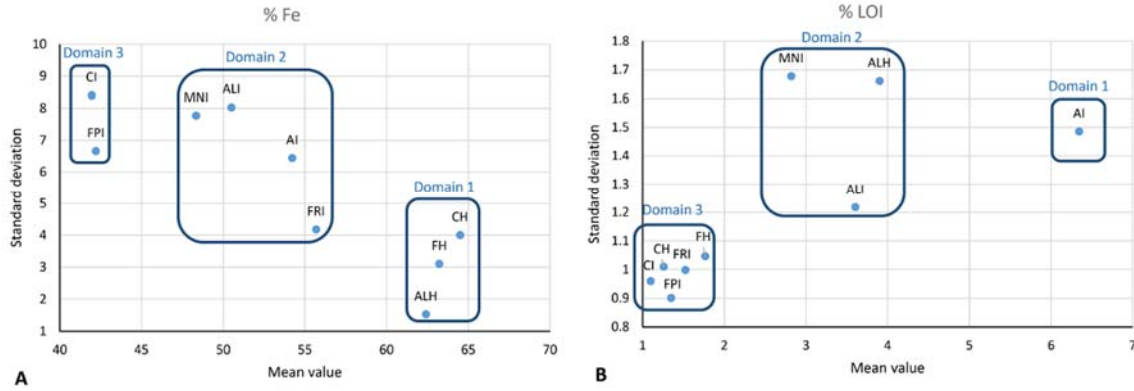 % Fe
Domain 3
Domain 2
Domain 1
CI
FPI
MNI
ALI
AI
FRI
CH
FH
ALH
Standard deviation
10
9
8
7
6
5
4
3
2
1
40 45 50 55 60 65 70
Mean value
A
% LOI
Domain 2
Domain 1
Domain 3
MNI
ALH
AI
ALI
FH
CH
FRI
CI
FPI
Standard deviation
1.8
1.7
1.6
1.5
1.4
1.3
1.2
1.1
1
0.9
0.8
1 2 3 4 5 6 7
Mean value
B